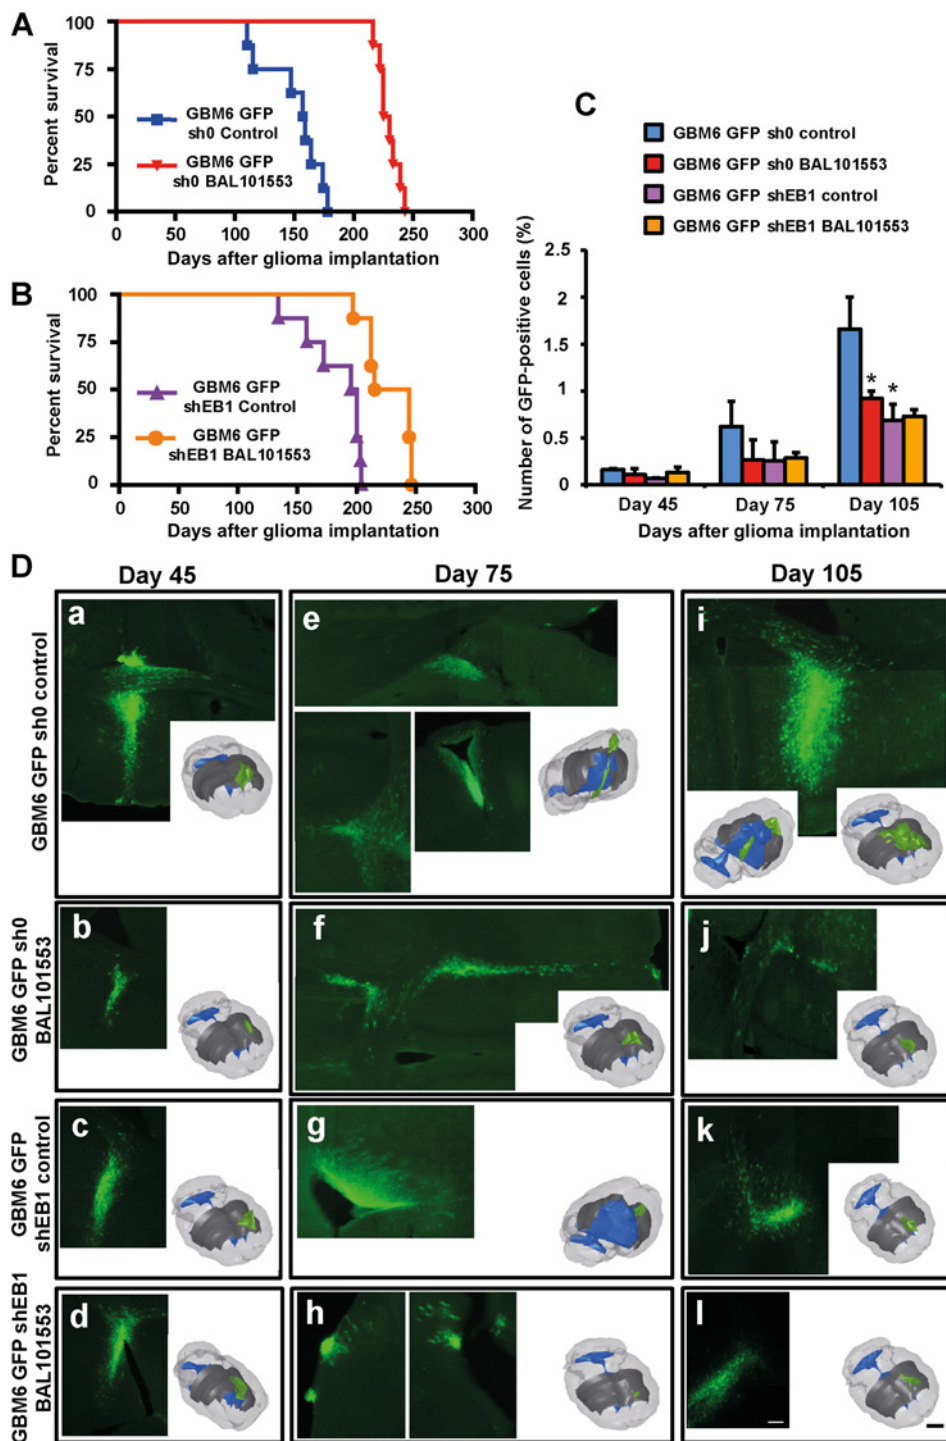 A
Percent survival
100
75
50
25
0
GBM6 GFP
sh0 Control
GBM6 GFP
sh0 BAL101553
0 50 100 150 200 250 300
Days after glioma implantation
B
Percent survival
100
75
50
25
0
GBM6 GFP
shEB1 Control
GBM6 GFP
shEB1 BAL101553
0 50 100 150 200 250 300
Days after glioma implantation
C
GBM6 GFP sh0 control
GBM6 GFP sh0 BAL101553
GBM6 GFP shEB1 control
GBM6 GFP shEB1 BAL101553
Number of GFP-positive cells (%)
2.5
2
1.5
1
0.5
0
* *
Day 45 Day 75 Day 105
Days after glioma implantation
D
Day 45 Day 75 Day 105
GBM6 GFP sh0 control
a e i
GBM6 GFP sh0
BAL101553
b f j
GBM6 GFP
shEB1 control
c g k
GBM6 GFP shEB1
BAL101553
d h l